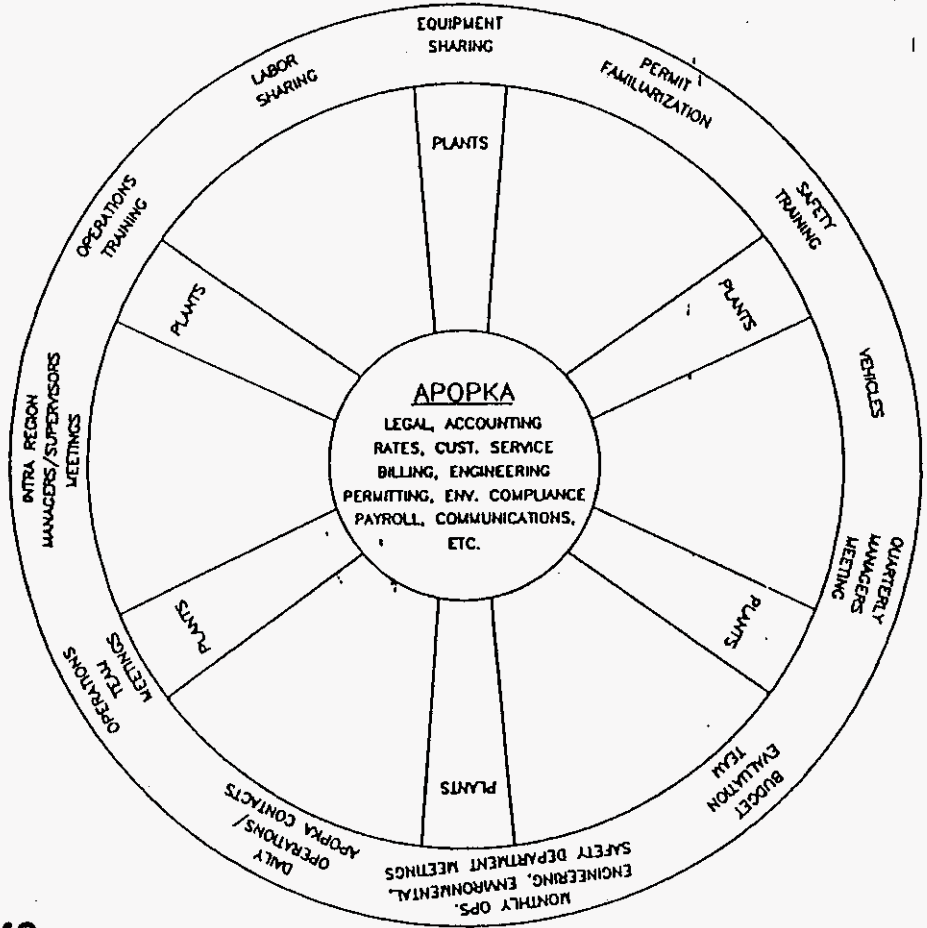 EQUIPMENT
SHARING
PERMIT
FAMILIARIZATION
SAFETY
TRAINING
VEHICLES
QUARTERLY
MANAGERS
MEETING
BUDGET
EVALUATION
TEAM
MONTHLY OPS.
ENGINEERING, ENVIRONMENTAL,
SAFETY DEPARTMENT MEETINGS
DAILY
OPERATIONS/
APOPKA CONTACTS
OPERATIONS
TEAM
MEETINGS
INTRA REGION
MANAGERS/SUPERVISORS
MEETINGS
OPERATIONS
TRAINING
LABOR
SHARING
PLANTS
PLANTS
PLANTS
PLANTS
PLANTS
PLANTS
APOPKA
LEGAL, ACCOUNTING
RATES, CUST. SERVICE
BILLING, ENGINEERING
PERMITTING, ENV. COMPLIANCE
PAYROLL, COMMUNICATIONS,
ETC.